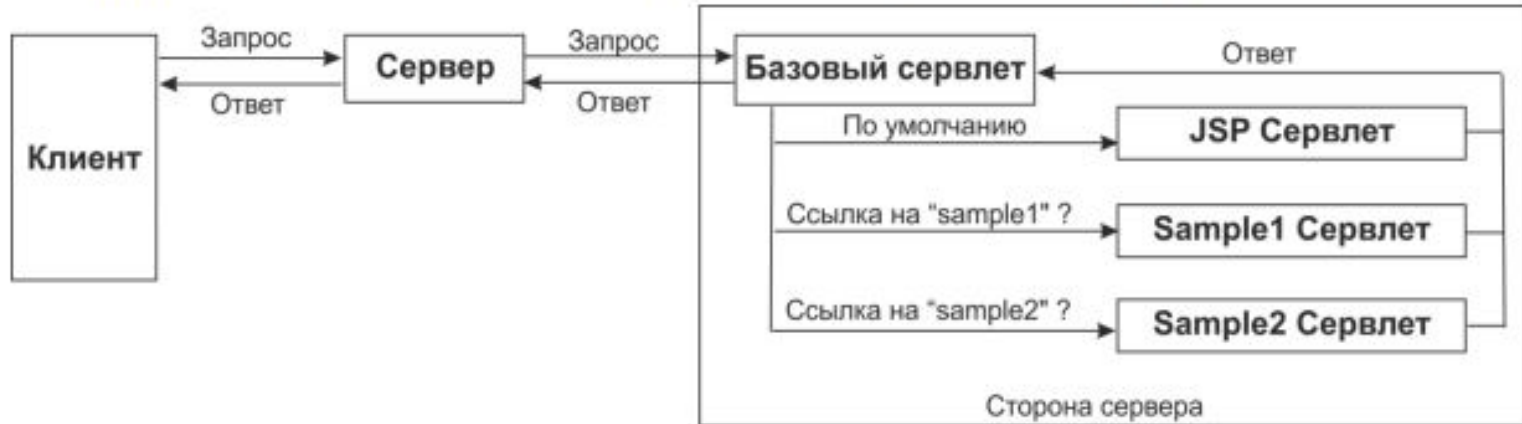 Запрос
Ответ
Клиент
Сервер
Запрос
Ответ
Базовый сервлет
Ответ
По умолчанию
JSP Сервлет
Ссылка на “sample1" ?
Sample1 Сервлет
Ссылка на “sample2" ?
Sample2 Сервлет
Сторона сервера